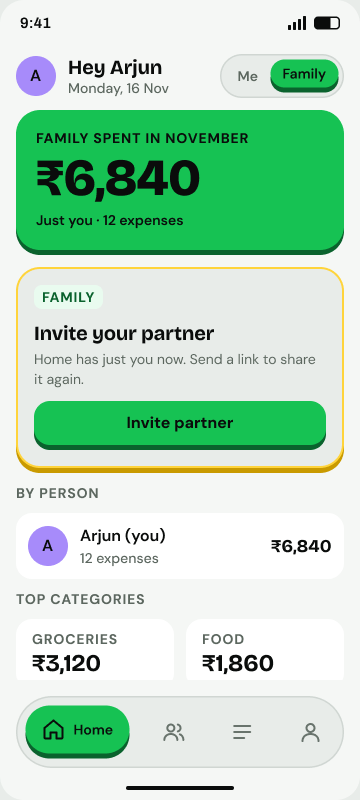 9:41
A
Hey Arjun
Monday, 16 Nov
Me
Family
FAMILY SPENT IN NOVEMBER
₹6,840
Just you · 12 expenses
FAMILY
Invite your partner
Home has just you now. Send a link to share
it again.
Invite partner
BY PERSON
A
Arjun (you)
12 expenses
₹6,840
TOP CATEGORIES
GROCERIES
₹3,120
FOOD
₹1,860
Home